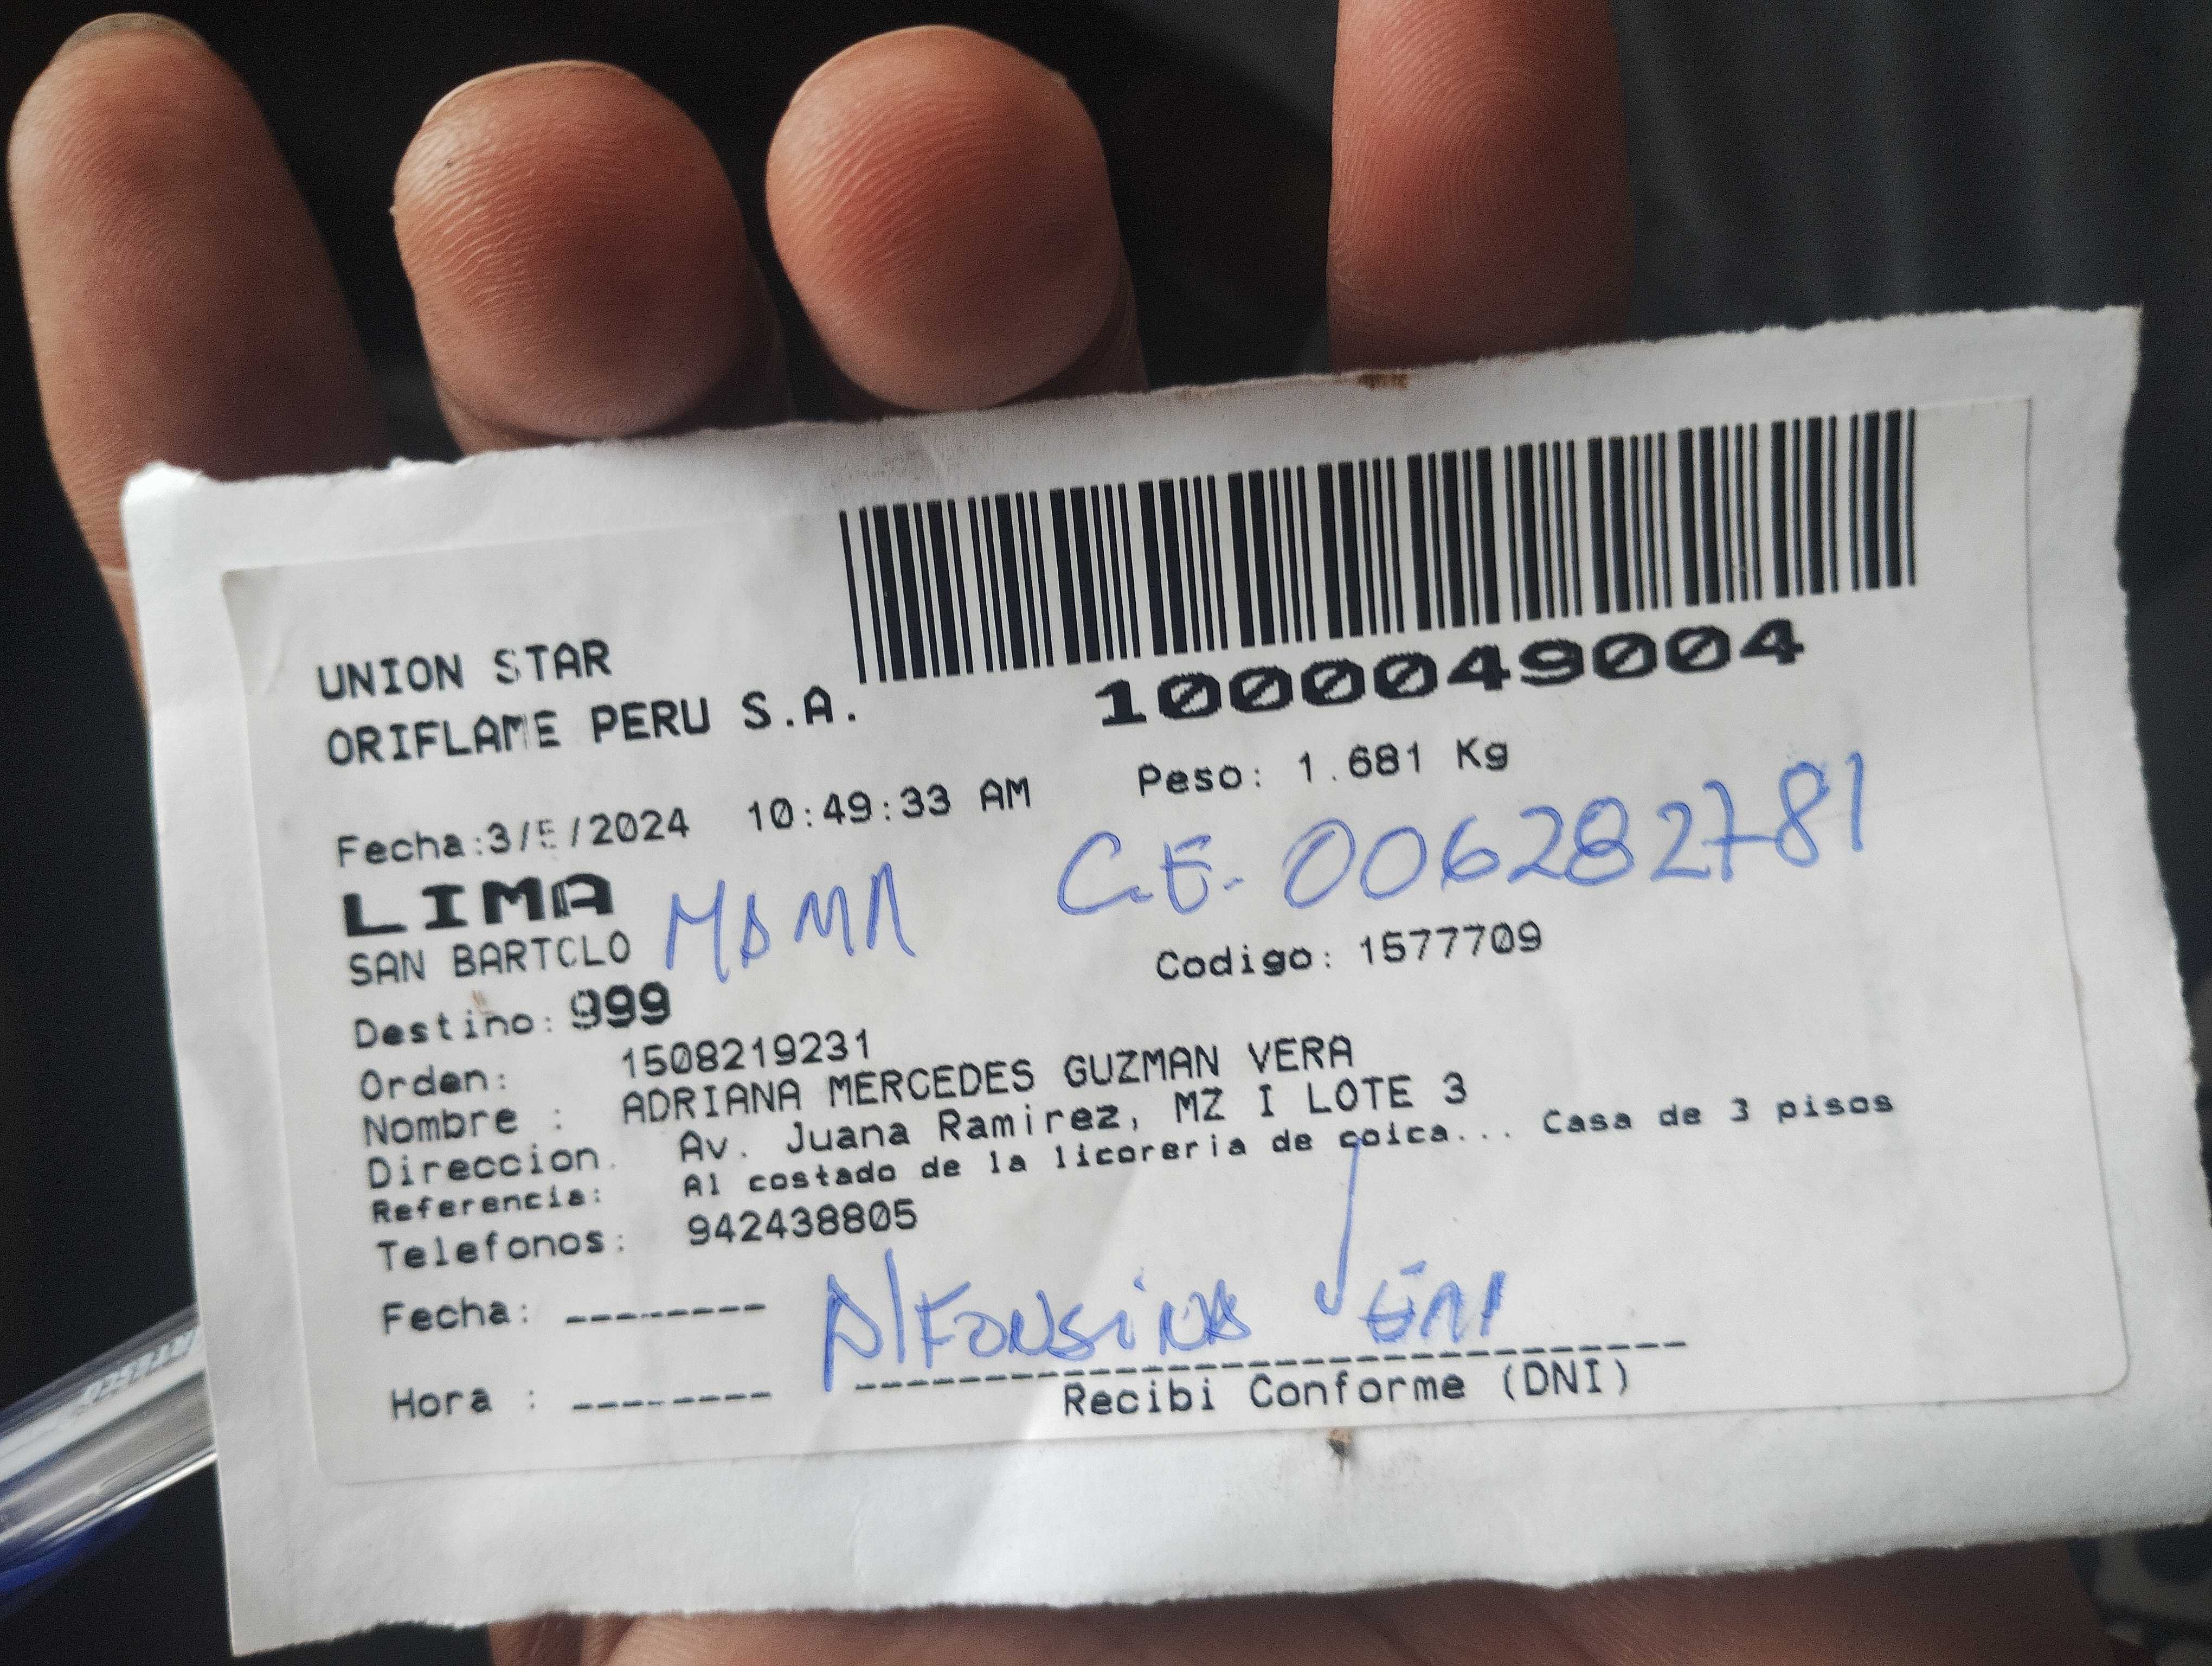 UNION STAR
ORIFLAME PERU S.A.
1000049004
Fecha:3/5/2024 10:49:33 AM Peso: 1.681 Kg
LIMA
MAMA C.E. 006282781
SAN BARTOLO
Codigo: 1577709
Destino: 999
Orden: 1508219231
Nombre : ADRIANA MERCEDES GUZMAN VERA
Direccion. Av. Juana Ramirez, MZ I LOTE 3
Referencia: Al costado de la licoreria de coica... Casa de 3 pisos
Telefonos: 942438805
Fecha: --------
Alfonsina
Hora : --------
Recibi Conforme (DNI)